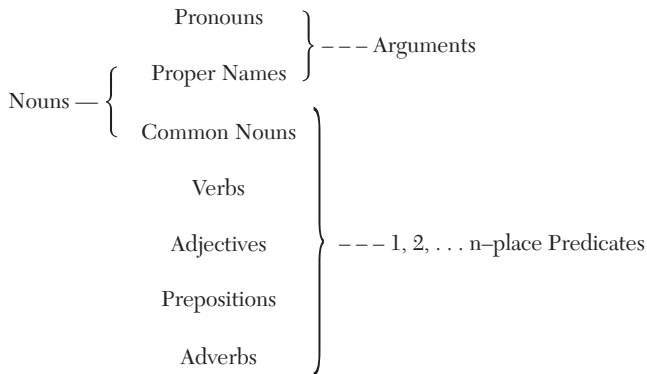 Pronouns
– – – Arguments
Proper Names
Nouns —
Common Nouns
Verbs
Adjectives
– – – 1, 2, . . . n–place Predicates
Prepositions
Adverbs